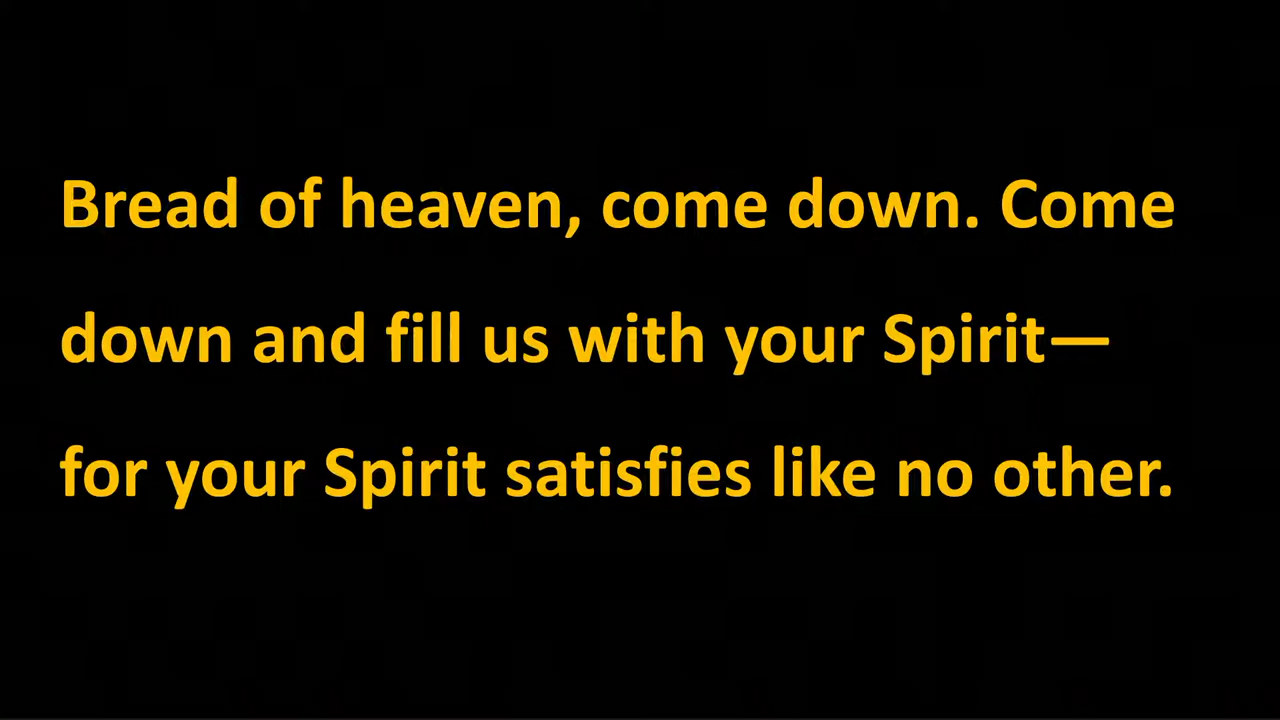 Bread of heaven, come down. Come
down and fill us with your Spirit—
for your Spirit satisfies like no other.